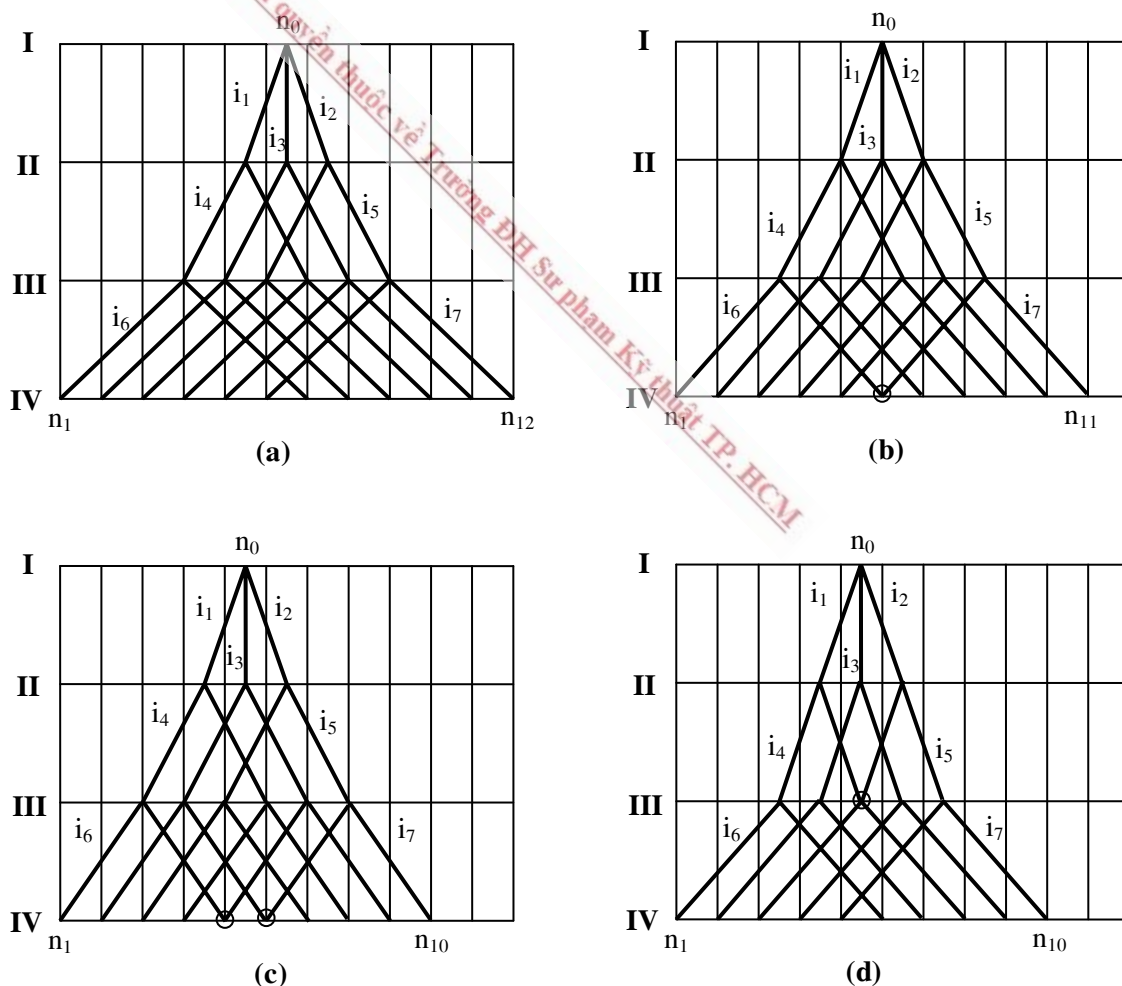 n₀
I
i₁
i₂
i₃
II
i₄
i₅
III
i₆
i₇
IV
n₁
n₁₂
(a)
n₀
I
i₁
i₂
i₃
II
i₄
i₅
III
i₆
i₇
IV
n₁
n₁₁
(b)
quyền thuộc về Trường ĐH Sư phạm Kỹ thuật TP. HCM
n₀
I
i₁
i₂
i₃
II
i₄
i₅
III
i₆
i₇
IV
n₁
n₁₀
(c)
n₀
I
i₁
i₂
i₃
II
i₄
i₅
III
i₆
i₇
IV
n₁
n₁₀
(d)